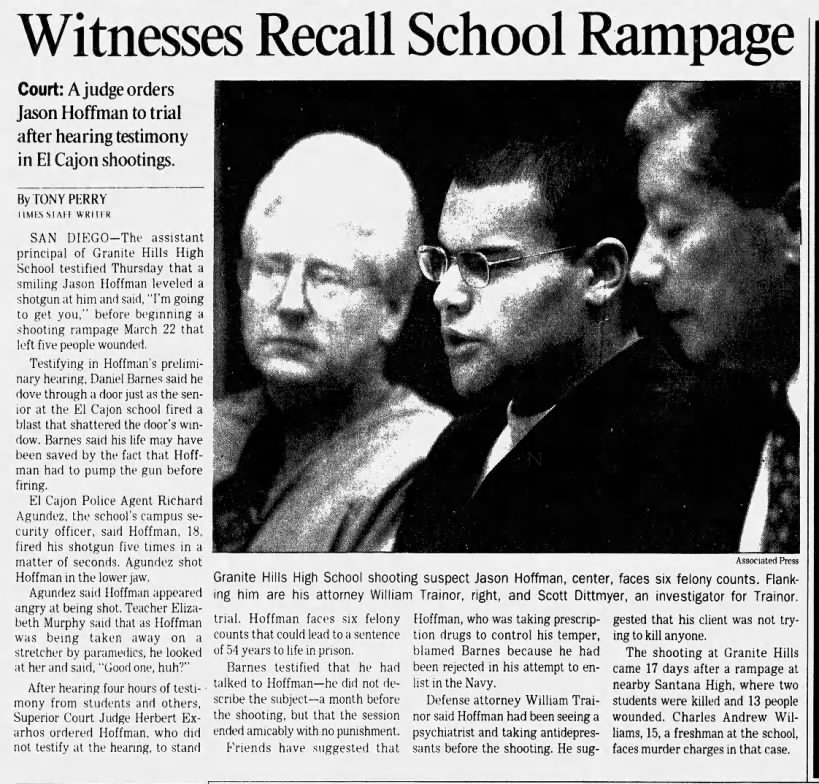 Witnesses Recall School Rampage
Court: A judge orders
Jason Hoffman to trial
after hearing testimony
in El Cajon shootings.
By TONY PERRY
TIMES STAFF WRITER
SAN DIEGO—The assistant
principal of Granite Hills High
School testified Thursday that a
smiling Jason Hoffman leveled a
shotgun at him and said, "I'm going
to get you," before beginning a
shooting rampage March 22 that
left five people wounded.
Testifying in Hoffman's prelimi-
nary hearing, Daniel Barnes said he
dove through a door just as the sen-
ior at the El Cajon school fired a
blast that shattered the door's win-
dow. Barnes said his life may have
been saved by the fact that Hoff-
man had to pump the gun before
firing.
El Cajon Police Agent Richard
Agundez, the school's campus se-
curity officer, said Hoffman, 18,
fired his shotgun five times in a
matter of seconds. Agundez shot
Hoffman in the lower jaw.
Agundez said Hoffman appeared
angry at being shot. Teacher Eliza-
beth Murphy said that as Hoffman
was being taken away on a
stretcher by paramedics, he looked
at her and said, "Good one, huh?"
After hearing four hours of testi-
mony from students and others,
Superior Court Judge Herbert Ex-
arhos ordered Hoffman, who did
not testify at the hearing, to stand
Associated Press
Granite Hills High School shooting suspect Jason Hoffman, center, faces six felony counts. Flank-
ing him are his attorney William Trainor, right, and Scott Dittmyer, an investigator for Trainor.
trial. Hoffman faces six felony
counts that could lead to a sentence
of 54 years to life in prison.
Barnes testified that he had
talked to Hoffman—he did not de-
scribe the subject—a month before
the shooting, but that the session
ended amicably with no punishment.
Friends have suggested that
Hoffman, who was taking prescrip-
tion drugs to control his temper,
blamed Barnes because he had
been rejected in his attempt to en-
list in the Navy.
Defense attorney William Trai-
nor said Hoffman had been seeing a
psychiatrist and taking antidepres-
sants before the shooting. He sug-
gested that his client was not try-
ing to kill anyone.
The shooting at Granite Hills
came 17 days after a rampage at
nearby Santana High, where two
students were killed and 13 people
wounded. Charles Andrew Wil-
liams, 15, a freshman at the school,
faces murder charges in that case.